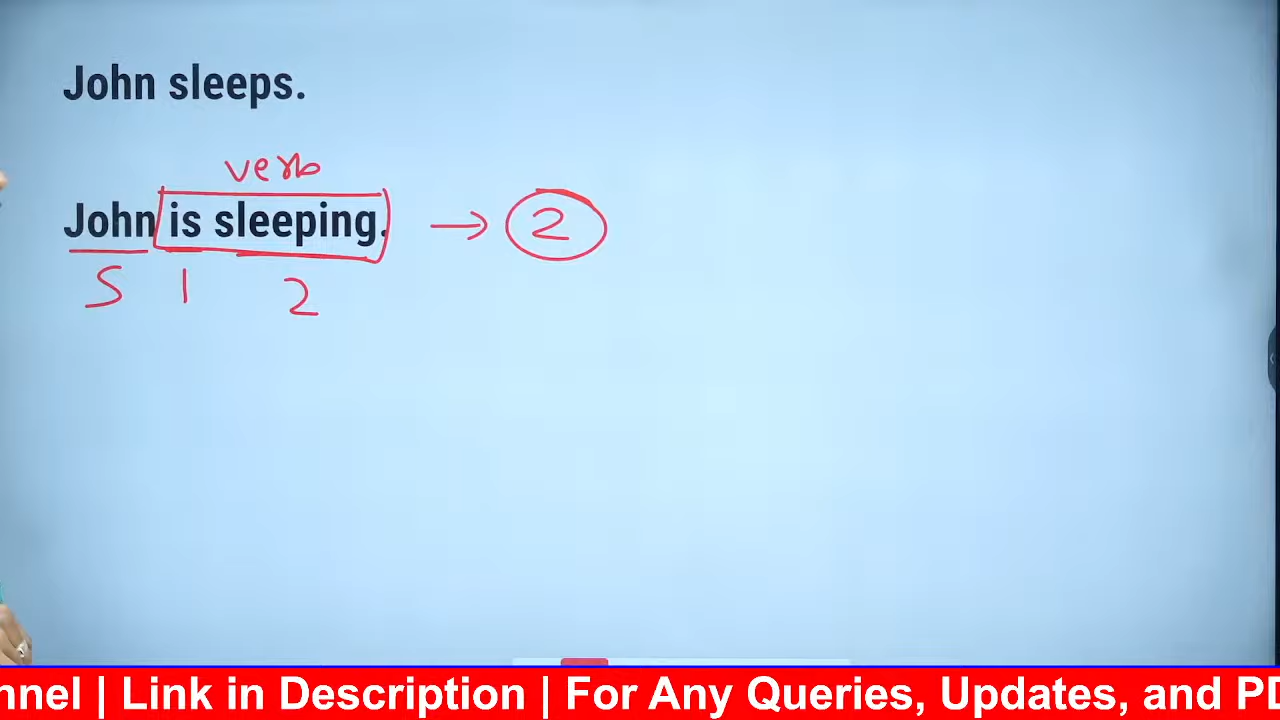 John sleeps.
verb
John is sleeping. → 2
S 1 2
nnel | Link in Description | For Any Queries, Updates, and PD